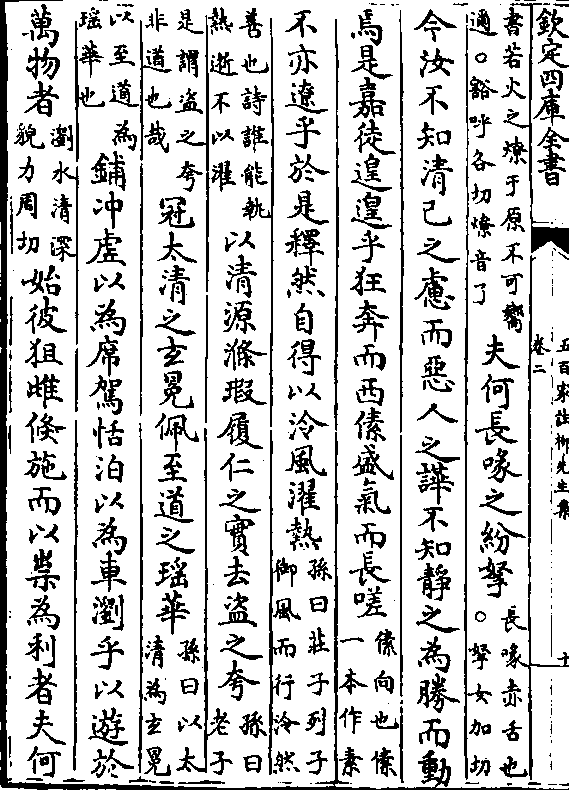 欽定四庫全書
五百家註柳先生集
卷二
書若火之燎于原不可嚮
邇○豁呼各切燎音了
夫何長喙之紛拏
長喙赤舌也
○拏女加切
今汝不知清己之慮而惡人之譁不知靜之為勝而動
焉是嘉徒遑遑乎狂奔而西傃盛氣而長嗟
傃向也傃
一本作素
不亦遼乎於是釋然自得以泠風濯熱
孫曰莊子列子
御風而行泠然
善也詩誰能執
熱逝不以濯
以清源滌瑕履仁之實去盜之夸
孫曰
老子
是謂盜之夸
非道也哉
冠太清之玄冕佩至道之瑶華
孫曰以太
清為玄冕
以至道為
瑶華也
鋪冲虛以為席駕恬泊以為車瀏乎以遊於
萬物者
瀏水清深
貌力周切
始彼狙雌倏施而以祟為利者夫何